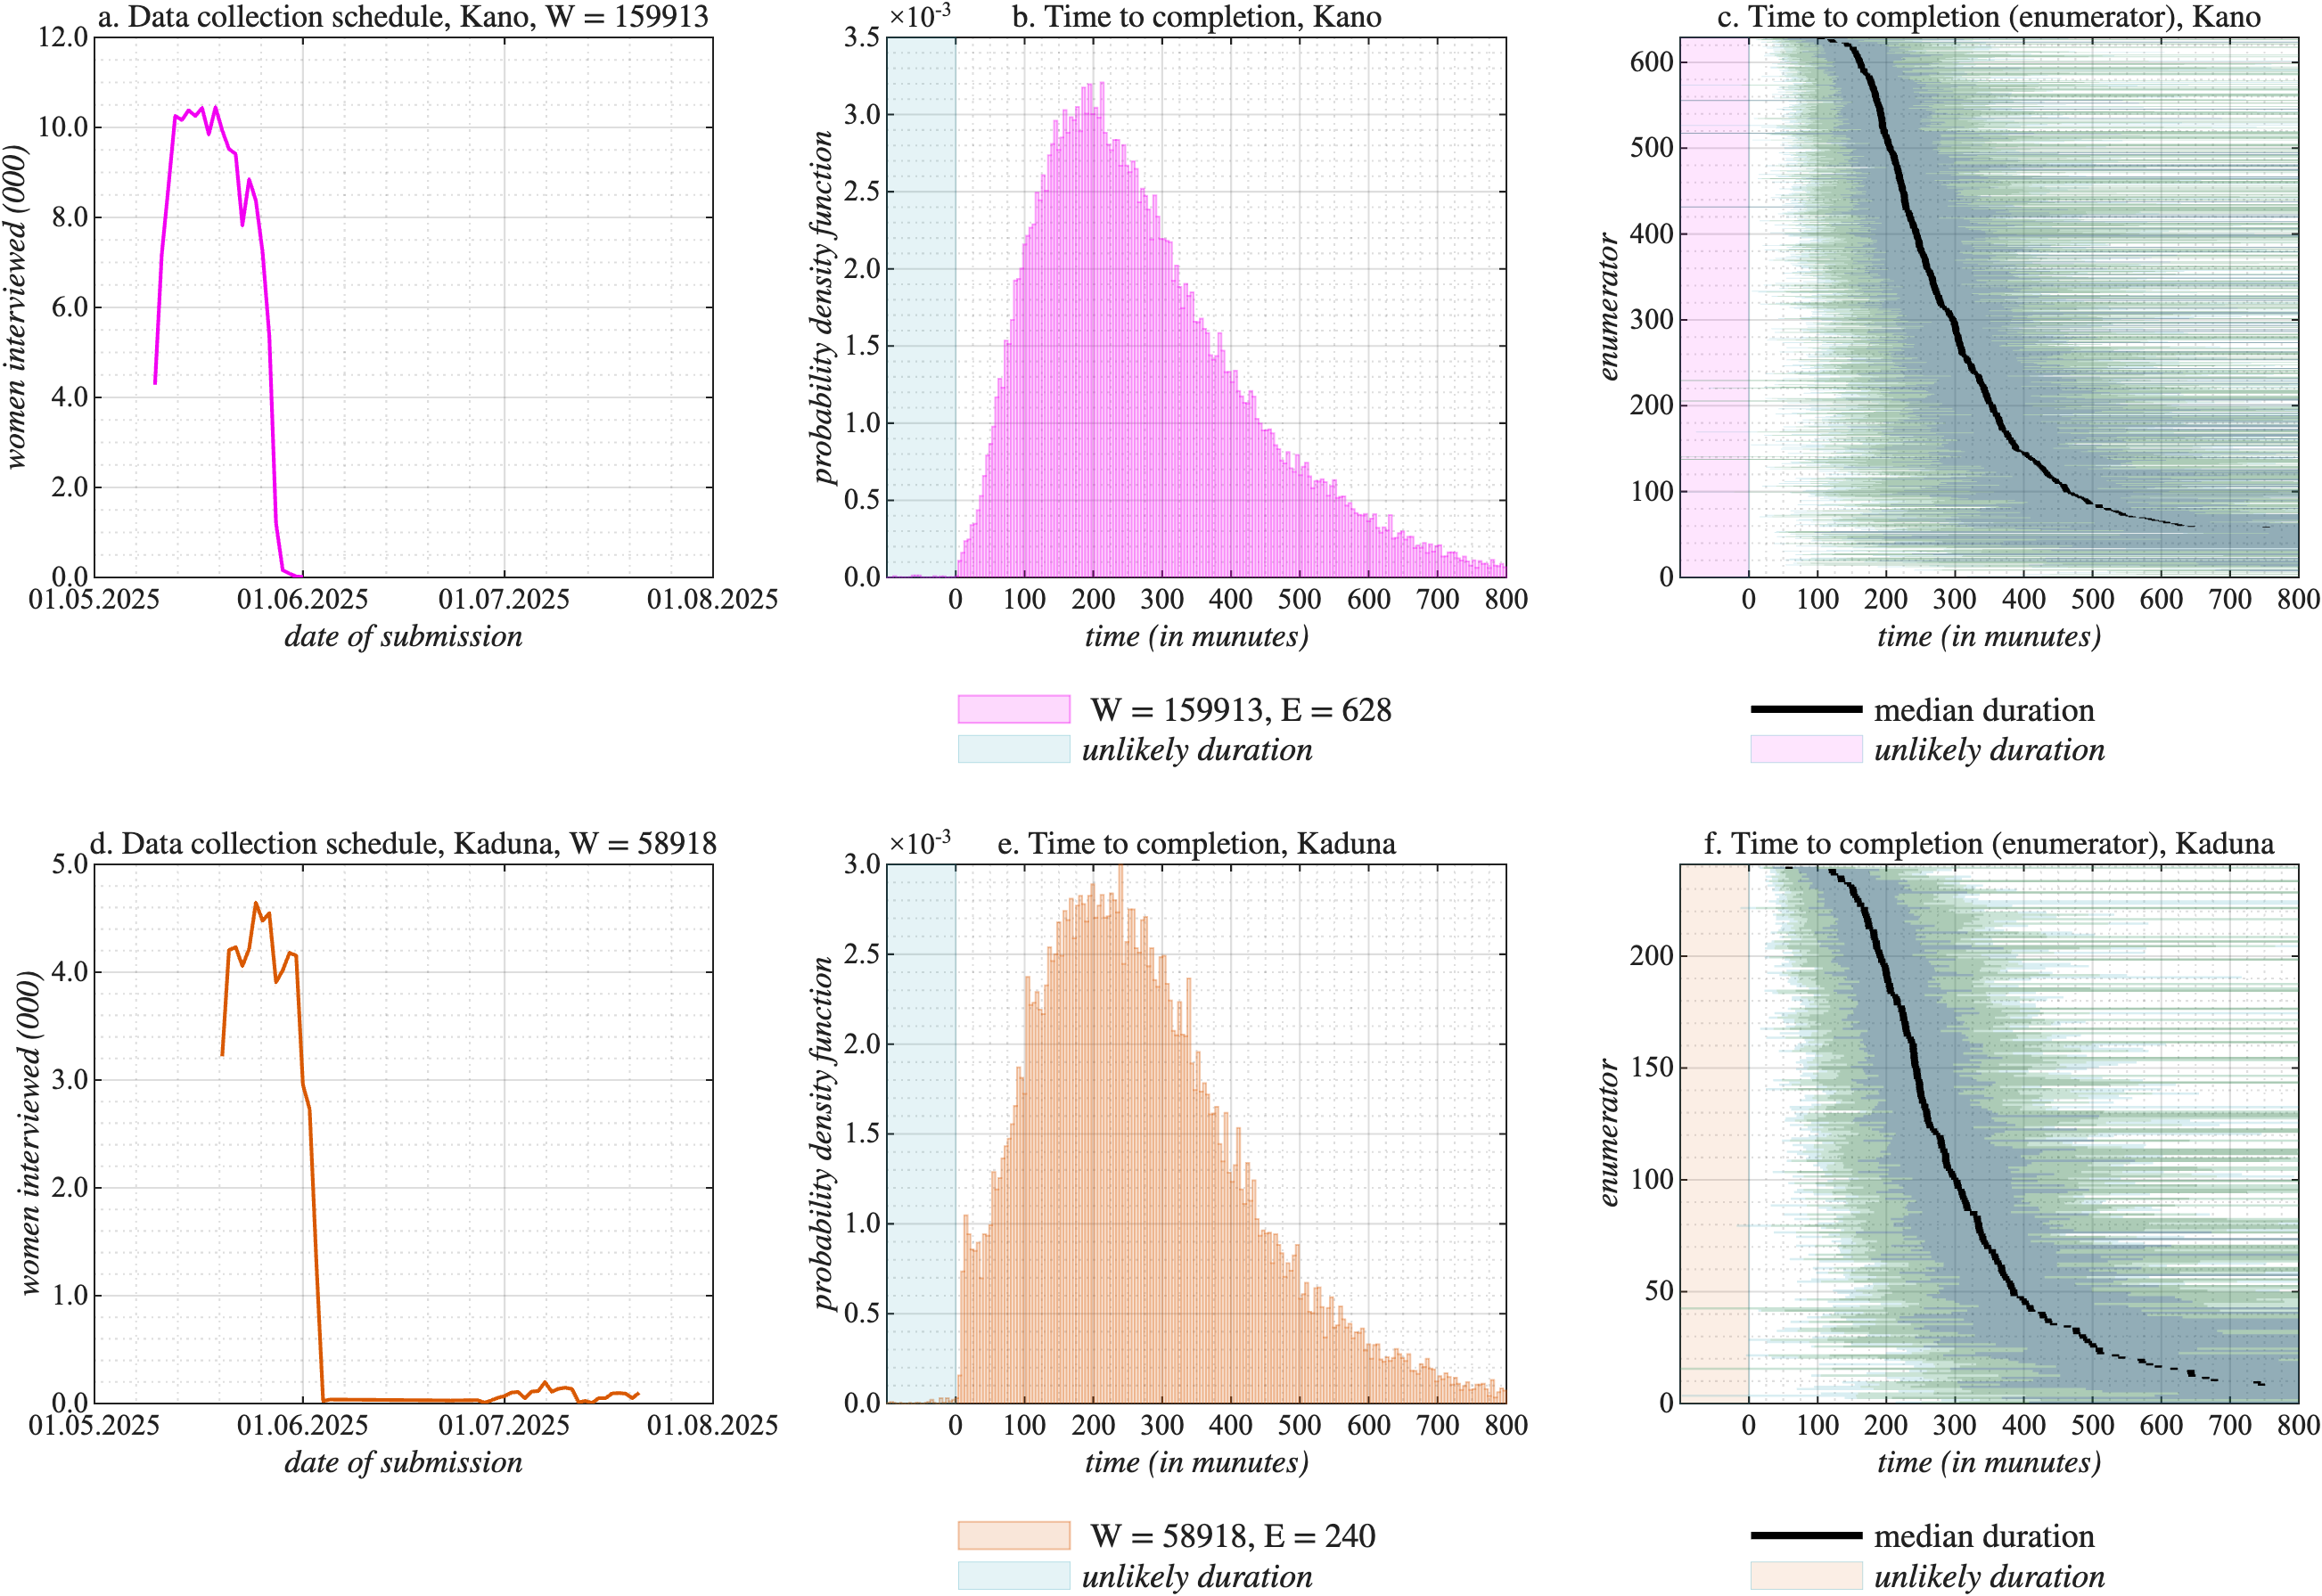 a. Data collection schedule, Kano, W = 159913
women interviewed (000)
12.0
10.0
8.0
6.0
4.0
2.0
0.0
01.05.2025 01.06.2025 01.07.2025 01.08.2025
date of submission
b. Time to completion, Kano
×10-3
probability density function
3.5
3.0
2.5
2.0
1.5
1.0
0.5
0.0
0 100 200 300 400 500 600 700 800
time (in munutes)
W = 159913, E = 628
unlikely duration
c. Time to completion (enumerator), Kano
enumerator
600
500
400
300
200
100
0
0 100 200 300 400 500 600 700 800
time (in munutes)
median duration
unlikely duration
d. Data collection schedule, Kaduna, W = 58918
women interviewed (000)
5.0
4.0
3.0
2.0
1.0
0.0
01.05.2025 01.06.2025 01.07.2025 01.08.2025
date of submission
e. Time to completion, Kaduna
×10-3
probability density function
3.0
2.5
2.0
1.5
1.0
0.5
0.0
0 100 200 300 400 500 600 700 800
time (in munutes)
W = 58918, E = 240
unlikely duration
f. Time to completion (enumerator), Kaduna
enumerator
200
150
100
50
0
0 100 200 300 400 500 600 700 800
time (in munutes)
median duration
unlikely duration